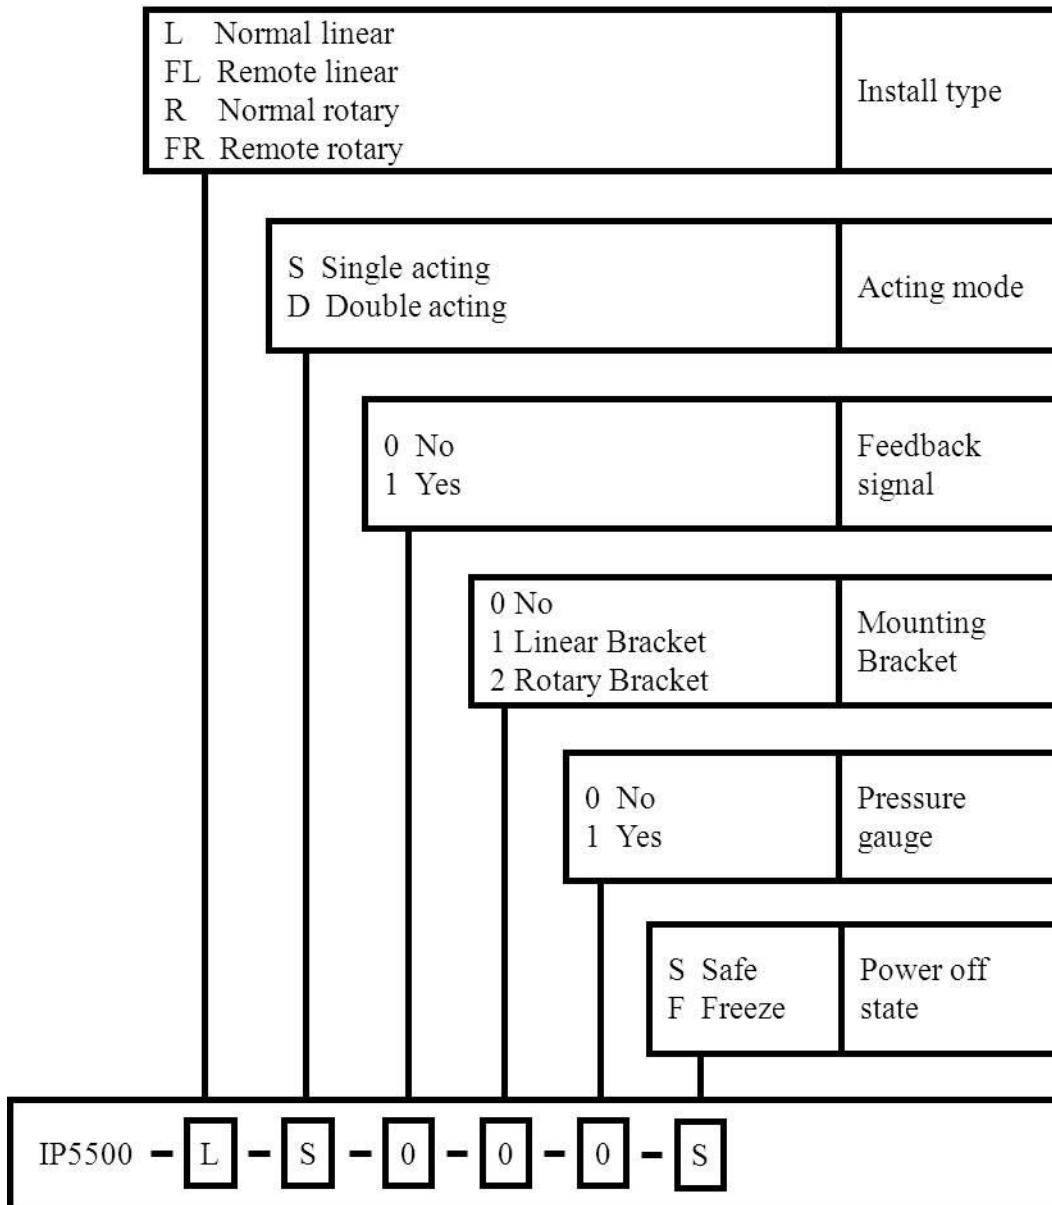 L Normal linear
FL Remote linear
R Normal rotary
FR Remote rotary
Install type
S Single acting
D Double acting
Acting mode
0 No
1 Yes
Feedback
signal
0 No
1 Linear Bracket
2 Rotary Bracket
Mounting
Bracket
0 No
1 Yes
Pressure
gauge
S Safe
F Freeze
Power off
state
IP5500 - L - S - 0 - 0 - 0 - S